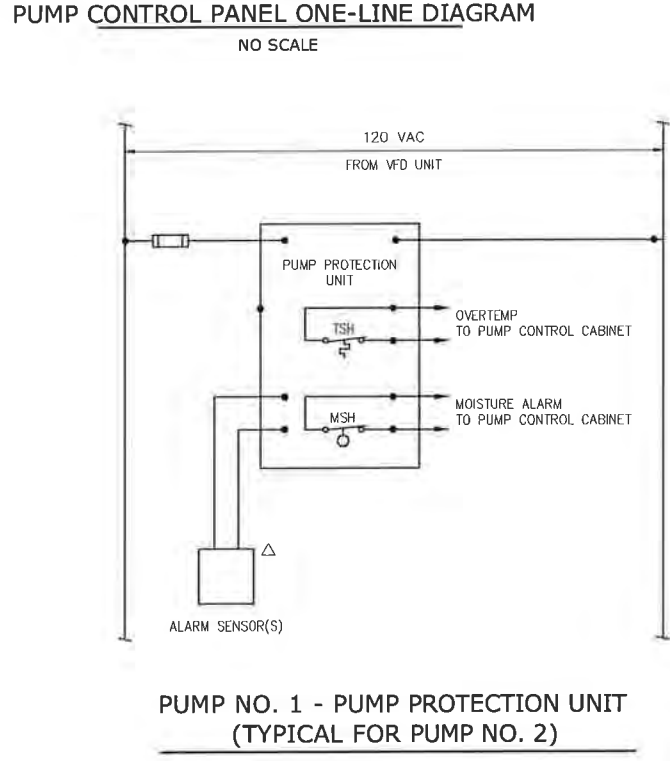 PUMP CONTROL PANEL ONE-LINE DIAGRAM
NO SCALE
120 VAC
FROM VFD UNIT
PUMP PROTECTION
UNIT
TSH
OVERTEMP
TO PUMP CONTROL CABINET
MSH
MOISTURE ALARM
TO PUMP CONTROL CABINET
ALARM SENSOR(S)
PUMP NO. 1 - PUMP PROTECTION UNIT
(TYPICAL FOR PUMP NO. 2)